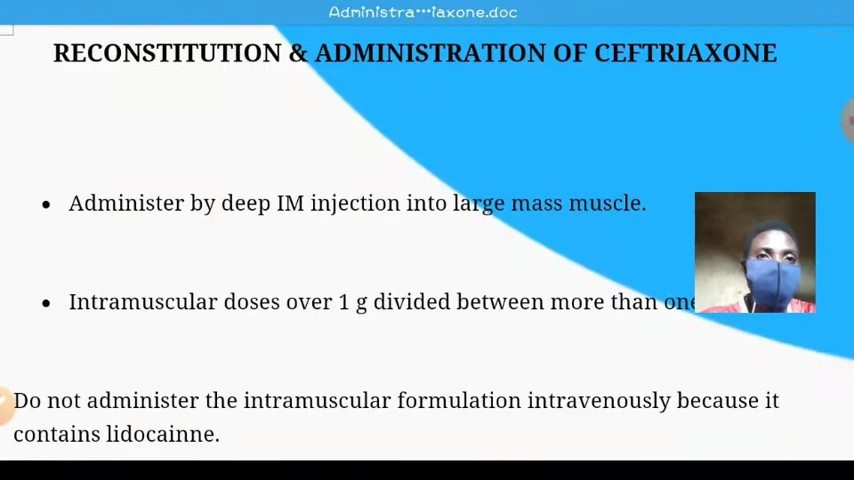 Administra···iaxone.doc
RECONSTITUTION & ADMINISTRATION OF CEFTRIAXONE
• Administer by deep IM injection into large mass muscle.
• Intramuscular doses over 1 g divided between more than one
Do not administer the intramuscular formulation intravenously because it
contains lidocainne.